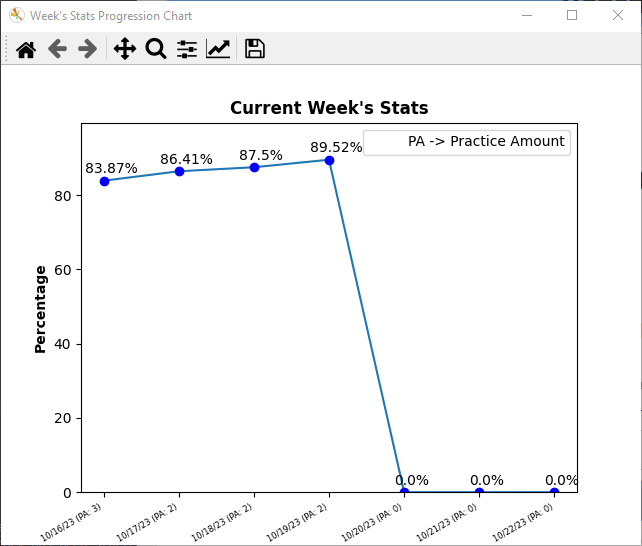 Week's Stats Progression Chart
Current Week's Stats
PA -> Practice Amount
83.87%
86.41%
87.5%
89.52%
0.0%
0.0%
0.0%
Percentage
80
60
40
20
0
10/16/23 (PA: 3)
10/17/23 (PA: 2)
10/18/23 (PA: 2)
10/19/23 (PA: 2)
10/20/23 (PA: 0)
10/21/23 (PA: 0)
10/22/23 (PA: 0)